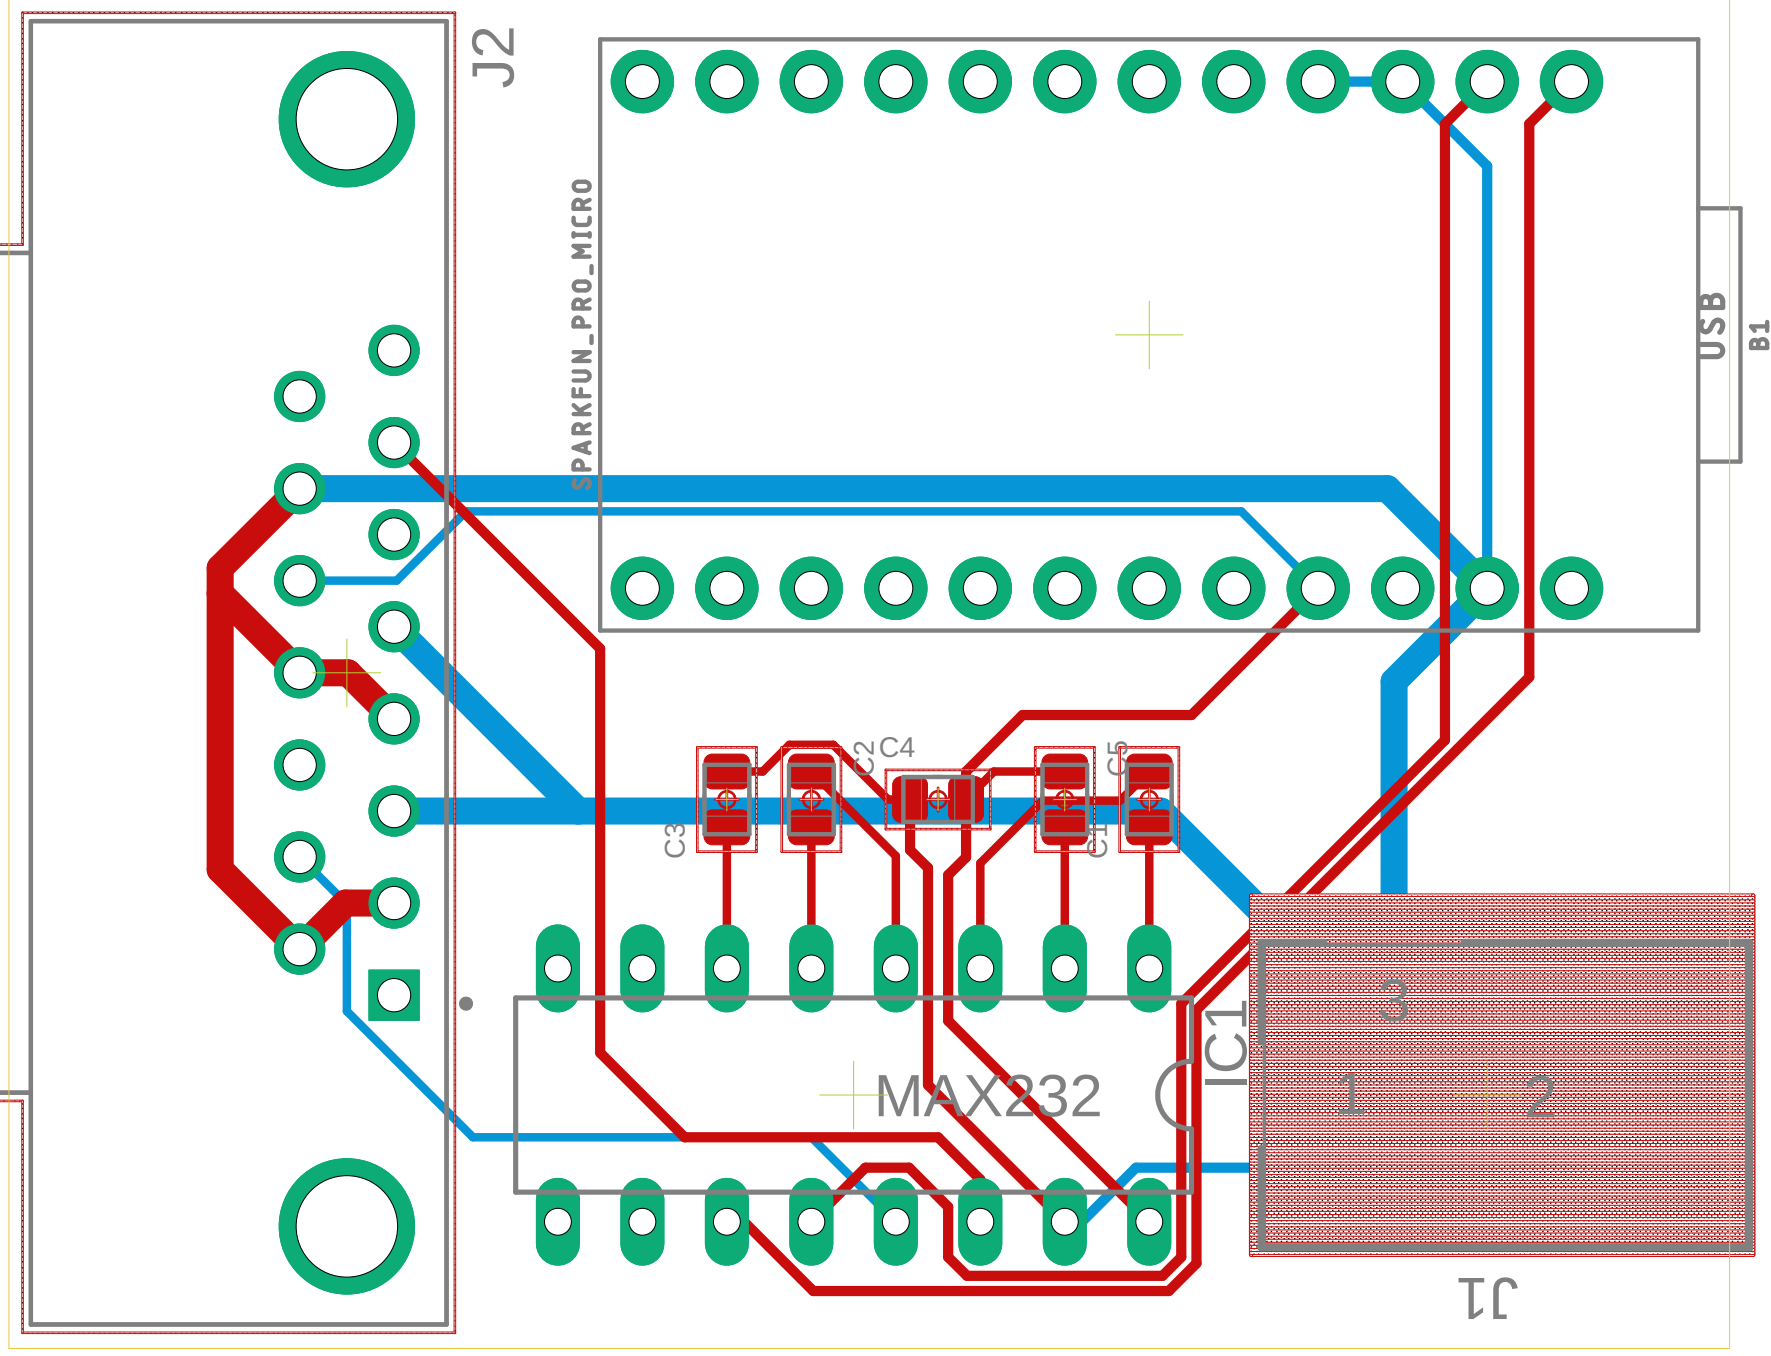 J2
SPARKFUN_PRO_MICRO
USB
B1
C2
C4
C5
C3
C1
3
1
2
IC1
MAX232
J1